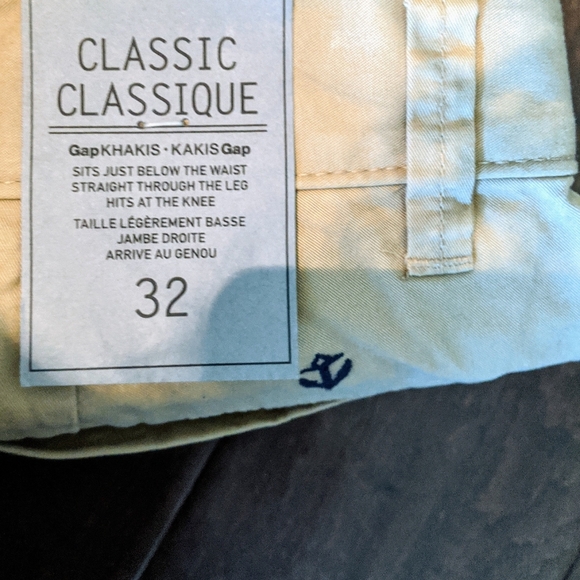 CLASSIC
CLASSIQUE
GapKHAKIS · KAKISGap
SITS JUST BELOW THE WAIST
STRAIGHT THROUGH THE LEG
HITS AT THE KNEE
TAILLE LÉGÈREMENT BASSE
JAMBE DROITE
ARRIVE AU GENOU
32